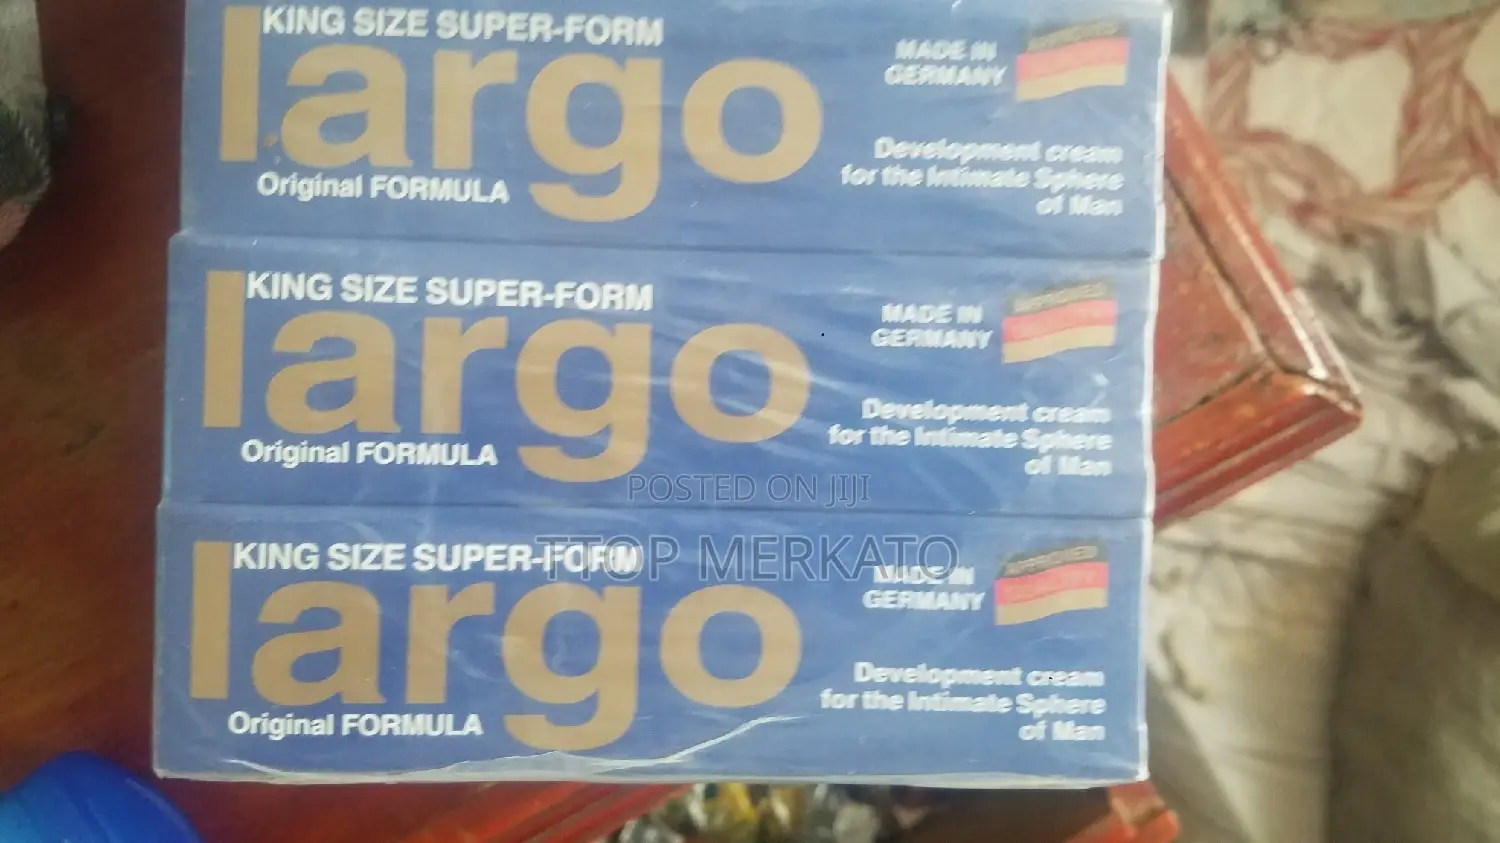 KING SIZE SUPER-FORM
largo
Original FORMULA
MADE IN
GERMANY
APPROVED
Development cream
for the Intimate Sphere
of Man
KING SIZE SUPER-FORM
largo
Original FORMULA
MADE IN
GERMANY
APPROVED
Development cream
for the Intimate Sphere
of Man
POSTED ON JIJI
TTOP MERKATO
KING SIZE SUPER-FORM
largo
Original FORMULA
MADE IN
GERMANY
APPROVED
Development cream
for the Intimate Sphere
of Man